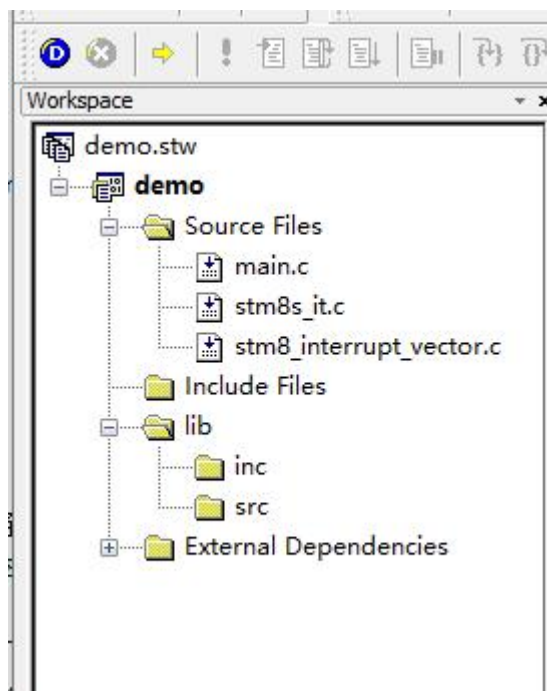 Workspace
demo.stw
demo
Source Files
main.c
stm8s_it.c
stm8_interrupt_vector.c
Include Files
lib
inc
src
External Dependencies